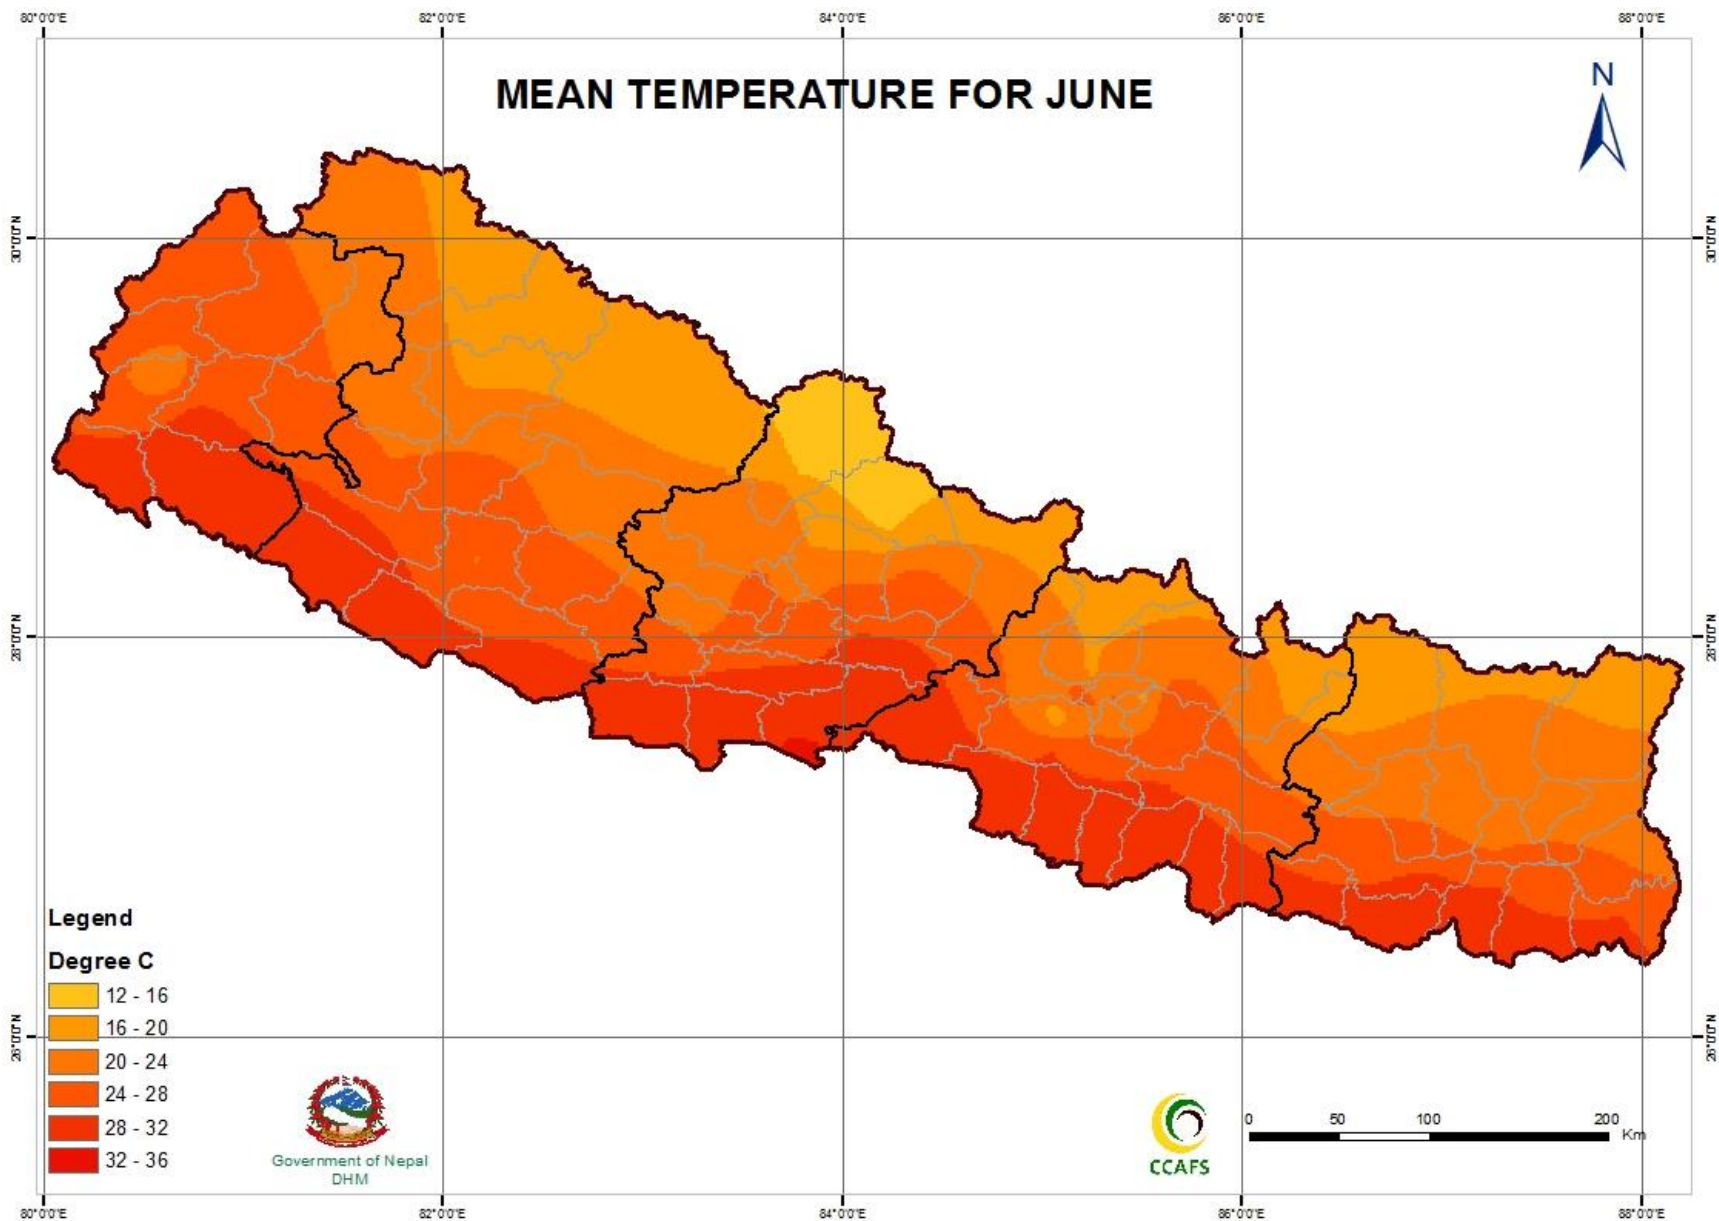 80°0'0"E 82°0'0"E 84°0'0"E 86°0'0"E 88°0'0"E
MEAN TEMPERATURE FOR JUNE
N
30°0'0"N 30°0'0"N
28°0'0"N 28°0'0"N
26°0'0"N 26°0'0"N
Legend
Degree C
12 - 16
16 - 20
20 - 24
24 - 28
28 - 32
32 - 36
Government of Nepal
DHM
CCAFS
0 50 100 200
Km
80°0'0"E 82°0'0"E 84°0'0"E 86°0'0"E 88°0'0"E